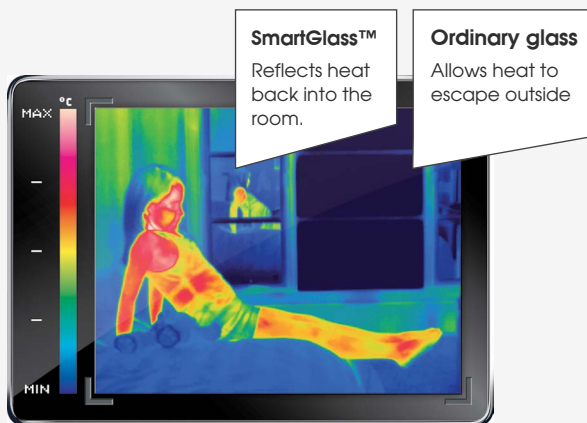 SmartGlass™
Reflects heat
back into the
room.
Ordinary glass
Allows heat to
escape outside
°C
MAX
MIN